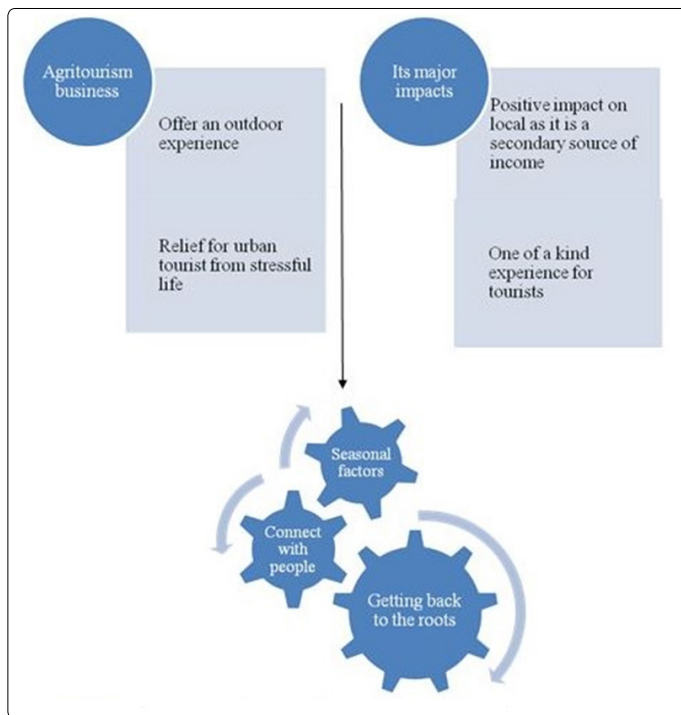 Agritourism
business
Offer an outdoor
experience
Relief for urban
tourist from stressful
life
Its major
impacts
Positive impact on
local as it is a
secondary source of
income
One of a kind
experience for
tourists
Seasonal
factors
Connect
with
people
Getting back
to the roots